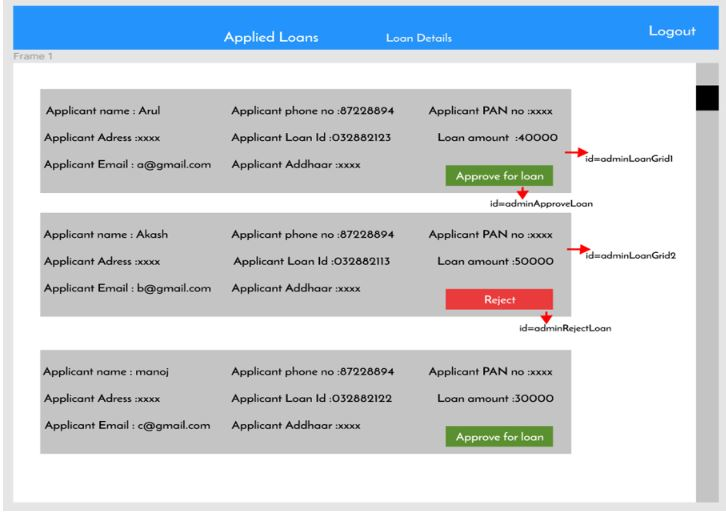 Applied Loans Loan Details Logout
Frame 1
Applicant name : Arul Applicant phone no :87228894 Applicant PAN no :xxxx
Applicant Adress :xxxx Applicant Loan Id :032882123 Loan amount :40000
Applicant Email : a@gmail.com Applicant Addhaar :xxxx id=adminLoanGrid1
Approve for loan
id=adminApproveLoan
Applicant name : Akash Applicant phone no :87228894 Applicant PAN no :xxxx
Applicant Adress :xxxx Applicant Loan Id :032882113 Loan amount :50000 id=adminLoanGrid2
Applicant Email : b@gmail.com Applicant Addhaar :xxxx
Reject
id=adminRejectLoan
Applicant name : manoj Applicant phone no :87228894 Applicant PAN no :xxxx
Applicant Adress :xxxx Applicant Loan Id :032882122 Loan amount :30000
Applicant Email : c@gmail.com Applicant Addhaar :xxxx
Approve for loan